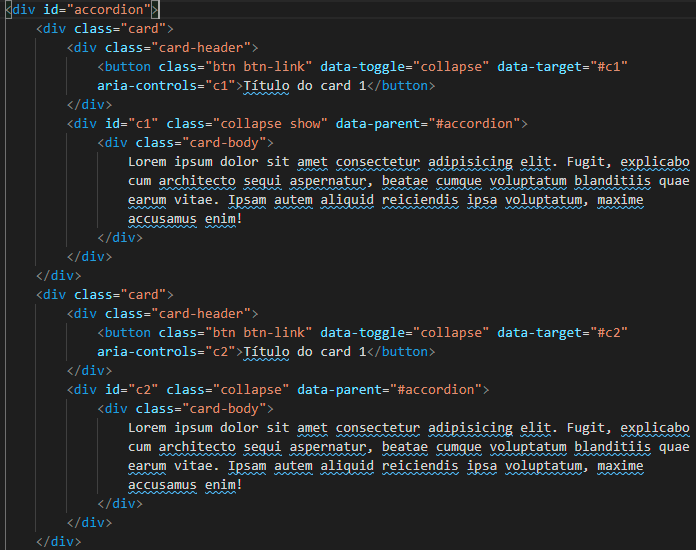 <div id="accordion">
<div class="card">
<div class="card-header">
<button class="btn btn-link" data-toggle="collapse" data-target="#c1"
aria-controls="c1">Título do card 1</button>
</div>
<div id="c1" class="collapse show" data-parent="#accordion">
<div class="card-body">
Lorem ipsum dolor sit amet consectetur adipisicing elit. Fugit, explicabo
cum architecto sequi aspernatur, beatae cumque voluptatum blanditiis quae
earum vitae. Ipsam autem aliquid reiciendis ipsa voluptatum, maxime
accusamus enim!
</div>
</div>
</div>
<div class="card">
<div class="card-header">
<button class="btn btn-link" data-toggle="collapse" data-target="#c2"
aria-controls="c2">Título do card 1</button>
</div>
<div id="c2" class="collapse" data-parent="#accordion">
<div class="card-body">
Lorem ipsum dolor sit amet consectetur adipisicing elit. Fugit, explicabo
cum architecto sequi aspernatur, beatae cumque voluptatum blanditiis quae
earum vitae. Ipsam autem aliquid reiciendis ipsa voluptatum, maxime
accusamus enim!
</div>
</div>
</div>